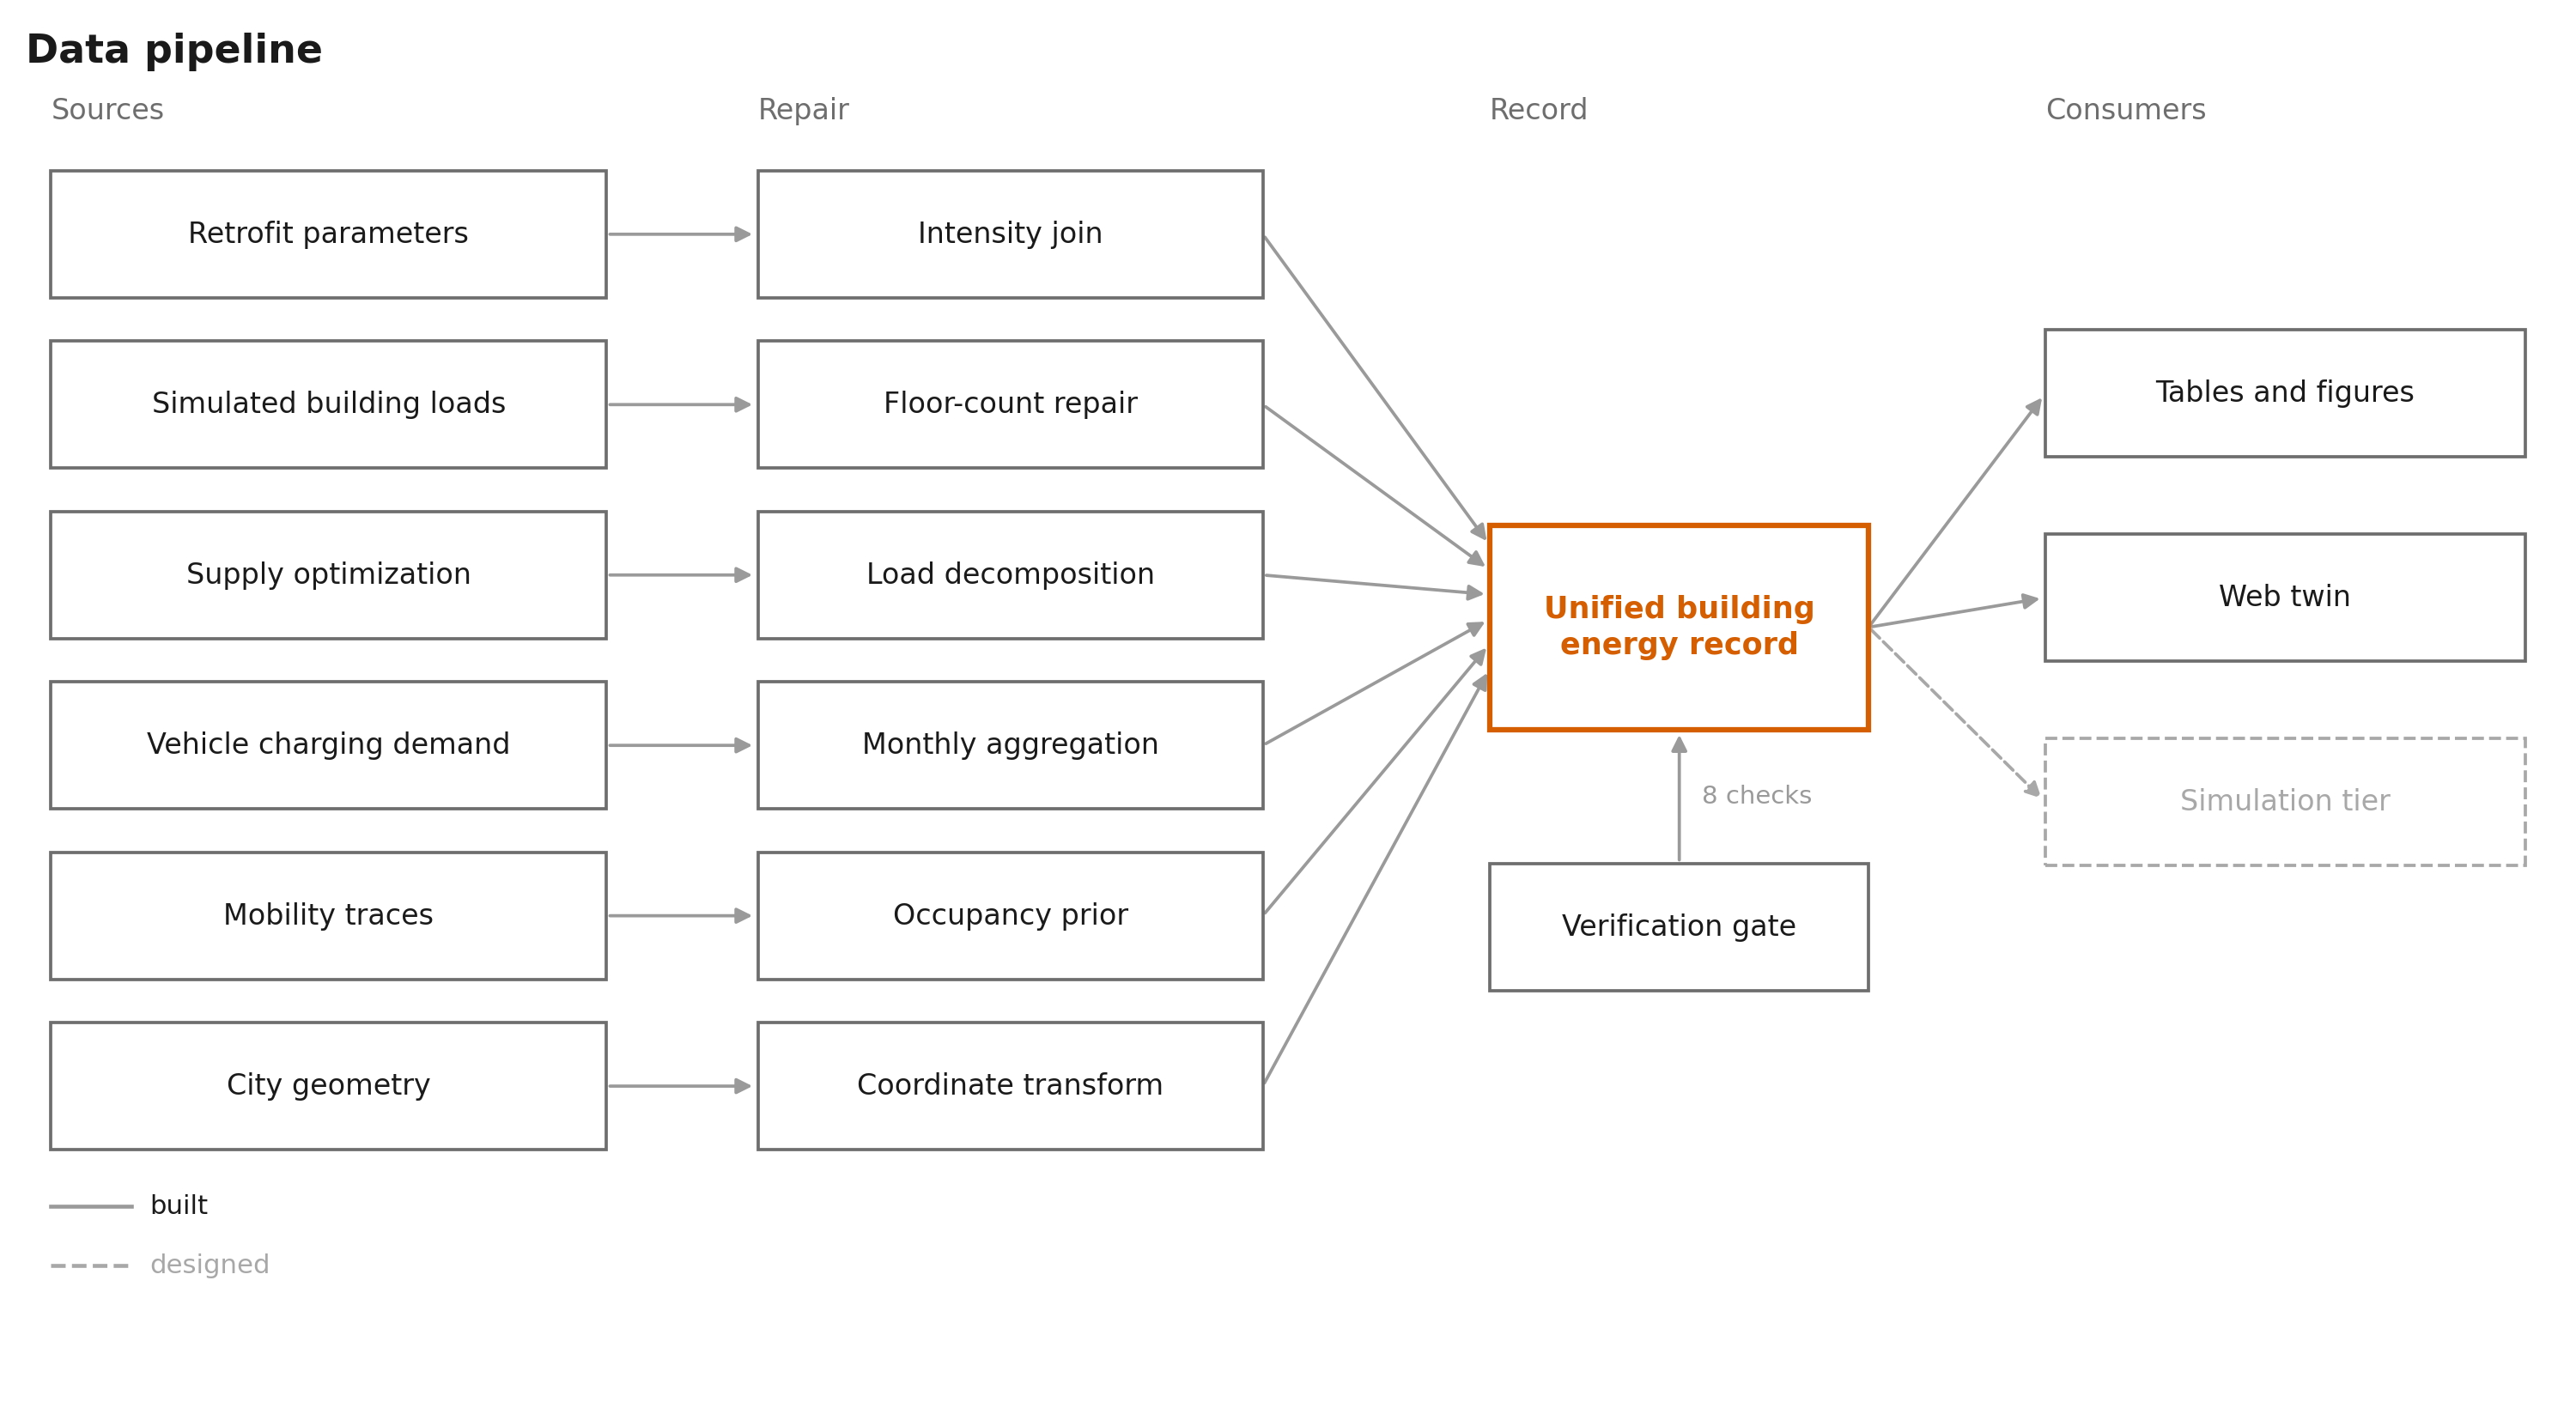 Data pipeline
Sources
Repair
Record
Consumers
Retrofit parameters
Intensity join
Simulated building loads
Floor-count repair
Tables and figures
Supply optimization
Load decomposition
Unified building
energy record
Web twin
Vehicle charging demand
Monthly aggregation
8 checks
Simulation tier
Mobility traces
Occupancy prior
Verification gate
City geometry
Coordinate transform
built
designed